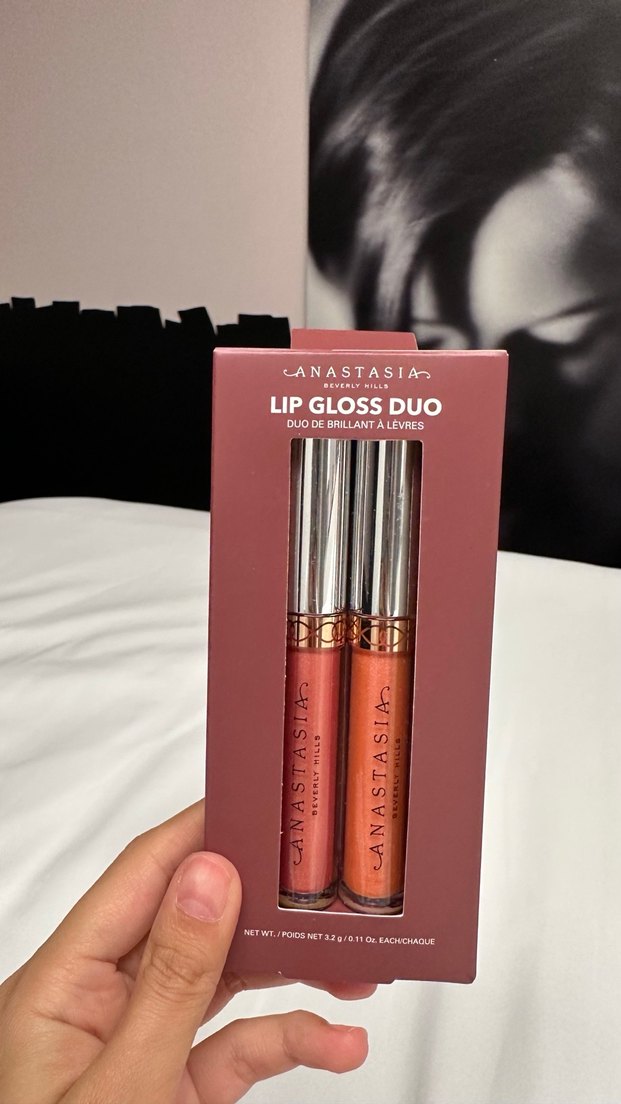 ANASTASIA
BEVERLY HILLS
LIP GLOSS DUO
DUO DE BRILLANT À LÈVRES
ANASTASIA
BEVERLY HILLS
ANASTASIA
BEVERLY HILLS
NET WT. / POIDS NET 3.2 g / 0.11 Oz. EACH/CHAQUE